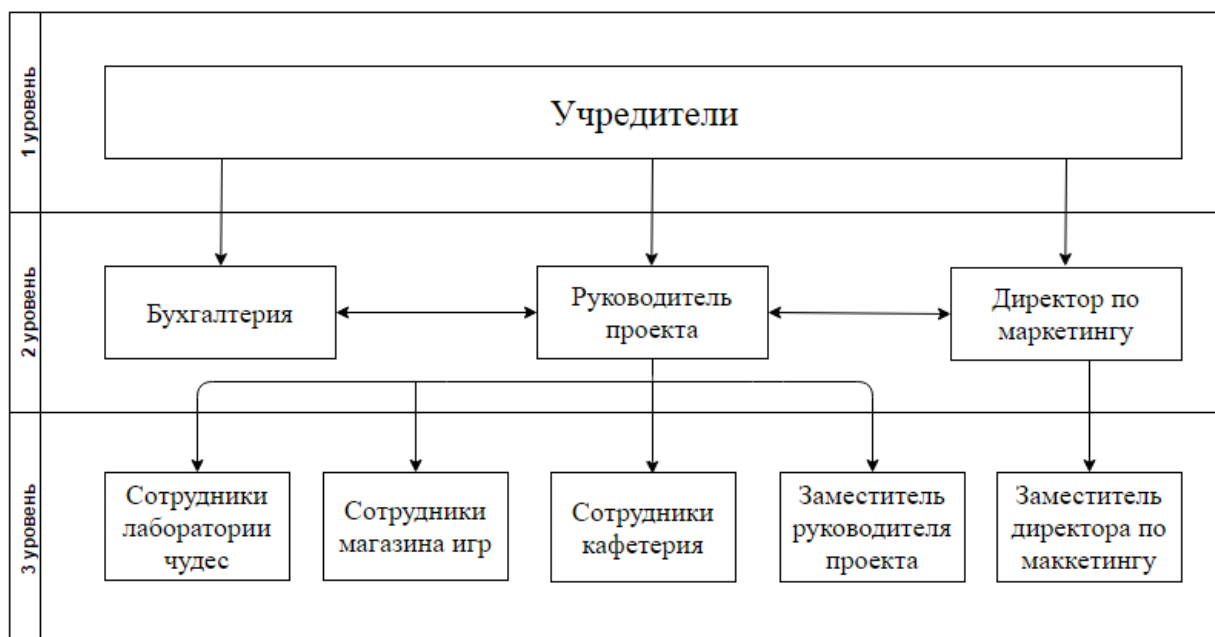 1 уровень
Учредители
2 уровень
Бухгалтерия
Руководитель
проекта
Директор по
маркетингу
3 уровень
Сотрудники
лаборатории
чудес
Сотрудники
магазина игр
Сотрудники
кафетерия
Заместитель
руководителя
проекта
Заместитель
директора по
маккетингу